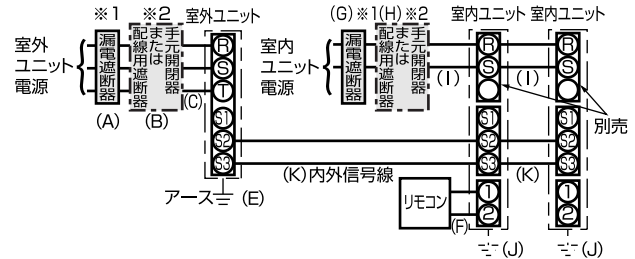 ※1 ※2 室外ユニット (G) ※1 (H) ※2 室内ユニット 室内ユニット
室外
ユニット
電源
漏電遮断器
手元開閉器
または
配線用遮断器
(A)
(B)
(C)
R
S
T
S1
S2
S3
アース
(E)
室内
ユニット
電源
漏電遮断器
手元開閉器
または
配線用遮断器
(I)
(I)
R
S
S1
S2
S3
1
2
R
S
S1
S2
S3
1
2
別売
(K)内外信号線
(K)
リモコン
(F)
(J)
(J)